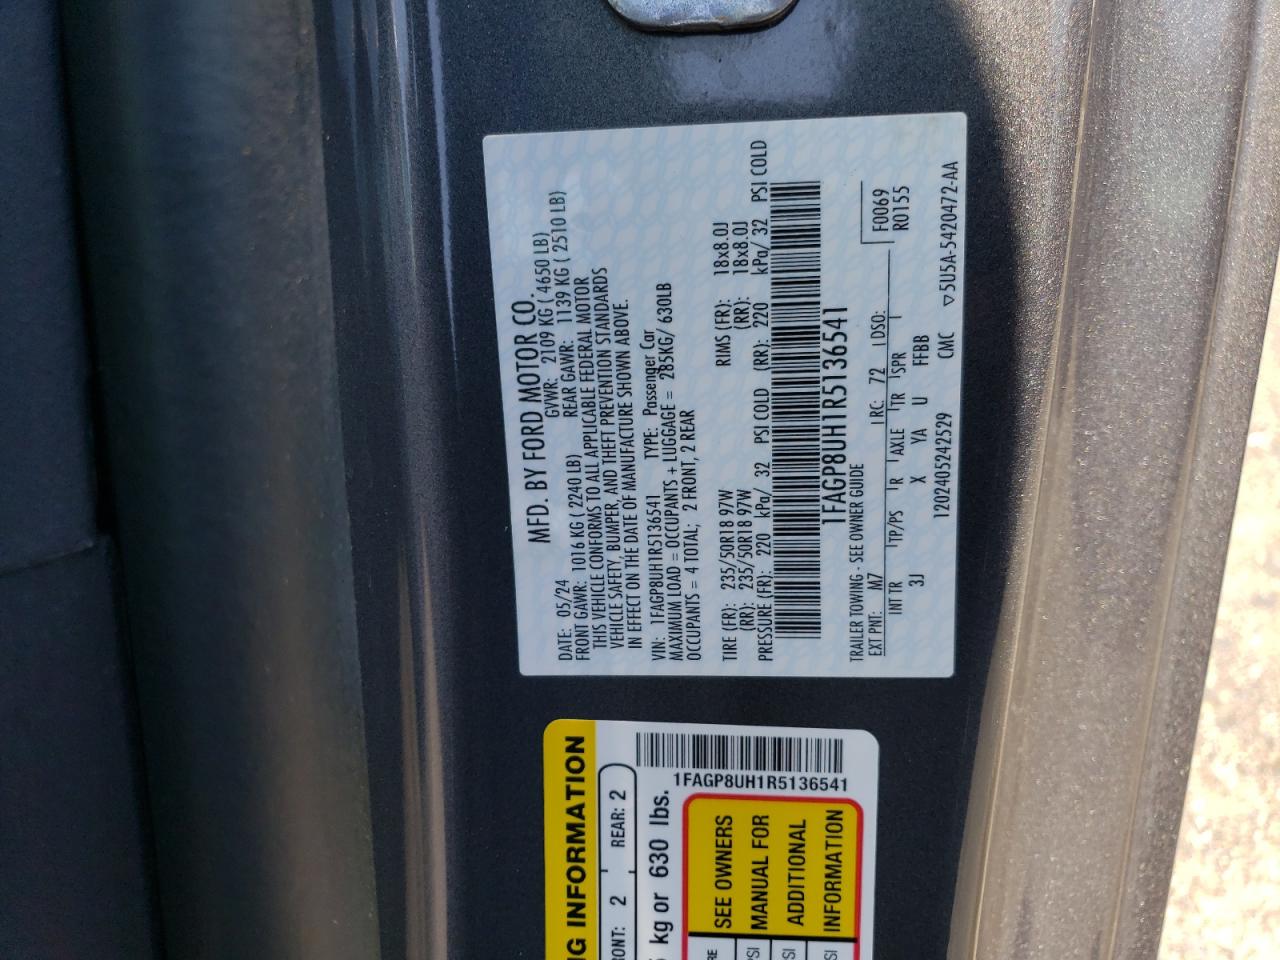 MFD. BY FORD MOTOR CO.
DATE: 05/24 GVWR: 2109 KG ( 4650 LB)
FRONT GAWR: 1016 KG (2240 LB) REAR GAWR: 1139 KG ( 2510 LB)
THIS VEHICLE CONFORMS TO ALL APPLICABLE FEDERAL MOTOR
VEHICLE SAFETY, BUMPER, AND THEFT PREVENTION STANDARDS
IN EFFECT ON THE DATE OF MANUFACTURE SHOWN ABOVE.
VIN: 1FAGP8UH1R5136541 TYPE: Passenger Car
MAXIMUM LOAD = OCCUPANTS + LUGGAGE = 285KG/ 630LB
OCCUPANTS = 4 TOTAL; 2 FRONT, 2 REAR
TIRE (FR): 235/50R18 97W RIMS (FR): 18x8.0J
(RR): 235/50R18 97W (RR): 18x8.0J
PRESSURE (FR): 220 kPa/ 32 PSI COLD (RR): 220 kPa/ 32 PSI COLD
1FAGP8UH1R5136541
TRAILER TOWING - SEE OWNER GUIDE
F0069
EXT PNT: M7 RC: 72 DSO: R0155
INT TR TP/PS R AXLE TR SPR
3J X YA U FFBB
1202405242529 CMC ▽5U5A-5420472-AA
NG INFORMATION
RONT: 2 REAR: 2
kg or 630 lbs.
1FAGP8UH1R5136541
SEE OWNERS
MANUAL FOR
ADDITIONAL
INFORMATION